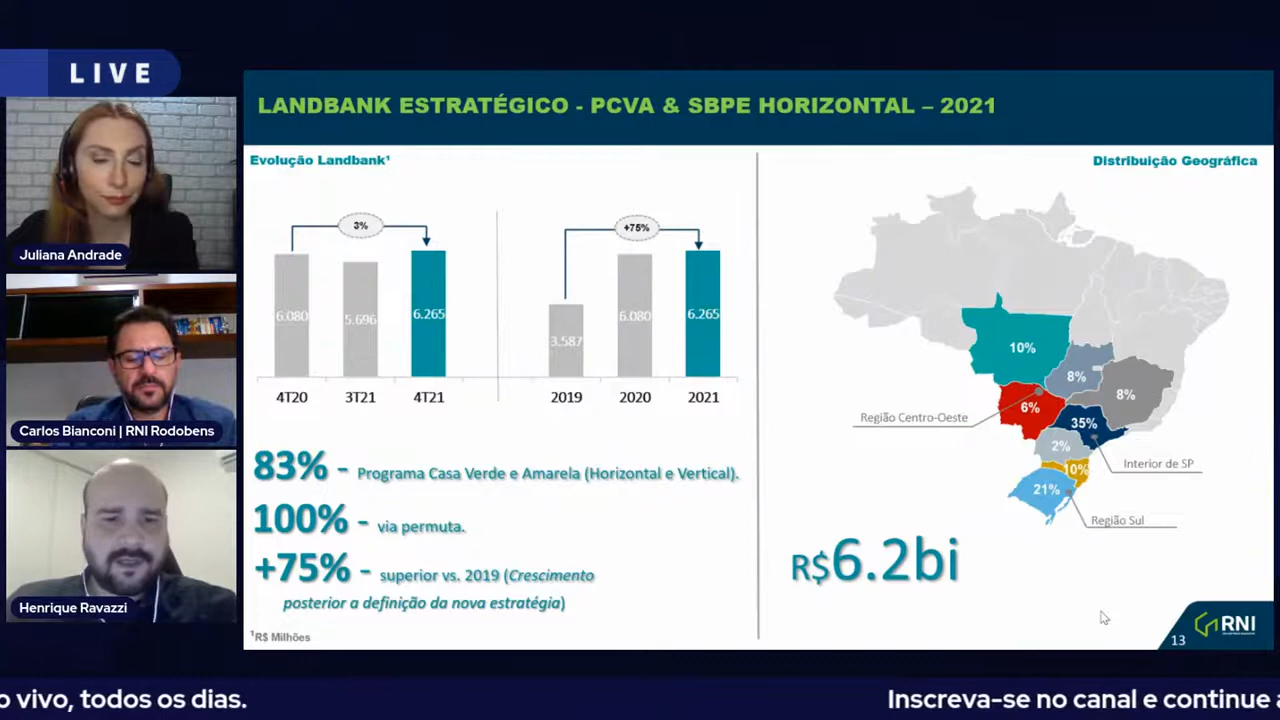 LIVE
Juliana Andrade
Carlos Bianconi | RNI Rodobens
Henrique Ravazzi
LANDBANK ESTRATÉGICO - PCVA & SBPE HORIZONTAL – 2021
Evolução Landbank¹
3%
6.080
5.696
6.265
4T20
3T21
4T21
+75%
3.587
6.080
6.265
2019
2020
2021
83% - Programa Casa Verde e Amarela (Horizontal e Vertical).
100% - via permuta.
+75% - superior vs. 2019 (Crescimento
posterior a definição da nova estratégia)
¹R$ Milhões
Distribuição Geográfica
10%
8%
8%
6%
Região Centro-Oeste
35%
2%
Interior de SP
10%
21%
Região Sul
R$6.2bi
13
RNI
o vivo, todos os dias.
Inscreva-se no canal e continue a